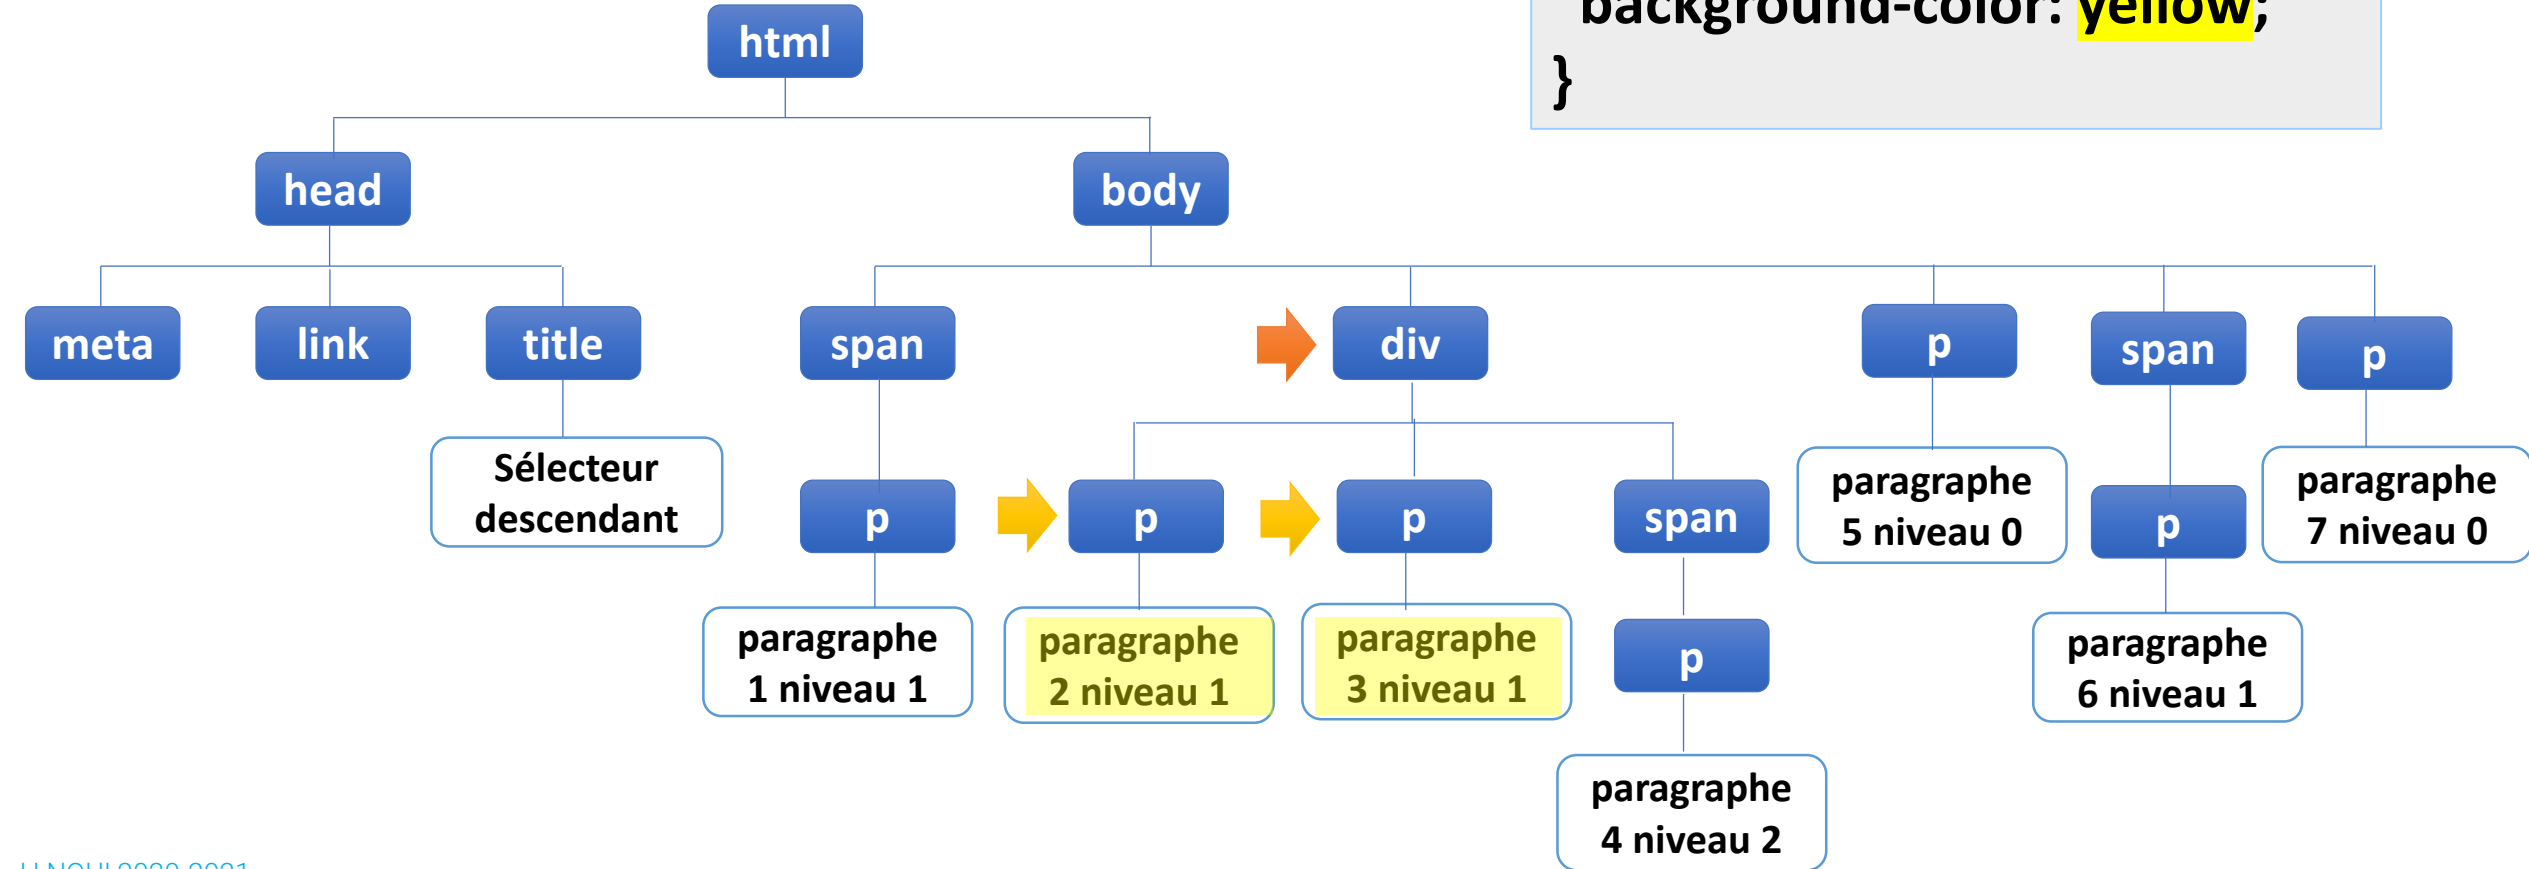 background-color: yellow;
}
html
head
body
meta
link
title
span
div
p
span
p
Sélecteur
descendant
p
p
p
span
paragraphe
5 niveau 0
p
paragraphe
7 niveau 0
paragraphe
1 niveau 1
paragraphe
2 niveau 1
paragraphe
3 niveau 1
p
paragraphe
6 niveau 1
paragraphe
4 niveau 2
2020-2021